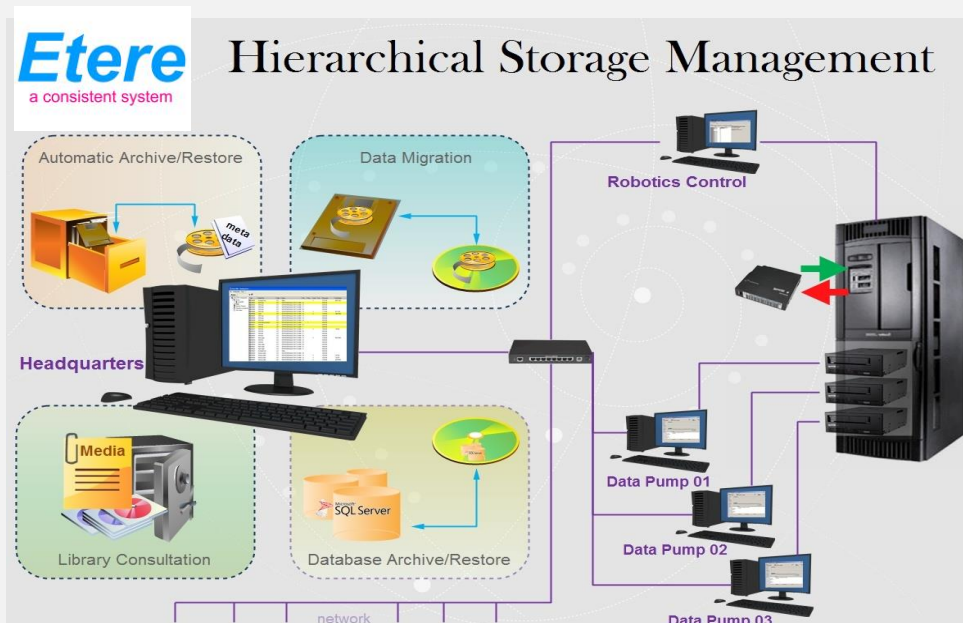 Etere
a consistent system
Hierarchical Storage Management
Automatic Archive/Restore
meta
data
Data Migration
Robotics Control
Headquarters
Media
Library Consultation
Microsoft
SQL Server
Database Archive/Restore
Data Pump 01
Data Pump 02
Data Pump 03
network